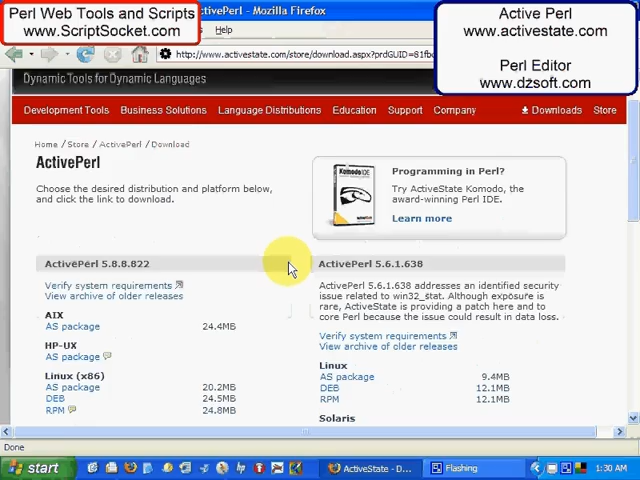 Perl Web Tools and Scripts
www.ScriptSocket.com
ctivePerl - Mozilla Firefox
Active Perl
www.activestate.com
Perl Editor
www.dzsoft.com
Help
http://www.activestate.com/store/download.aspx?prdGUID=81fbc
Dynamic Tools for Dynamic Languages
Development Tools Business Solutions Language Distributions Education Support Company Downloads Store
Home / Store / ActivePerl / Download
ActivePerl
Choose the desired distribution and platform below,
and click the link to download.
Programming in Perl?
Try ActiveState Komodo, the
award-winning Perl IDE.
Learn more
Komodo IDE
ActivePerl 5.8.8.822
Verify system requirements
View archive of older releases
AIX
AS package 24.4MB
HP-UX
AS package
Linux (x86)
AS package 20.2MB
DEB 24.5MB
RPM 24.8MB
ActivePerl 5.6.1.638
ActivePerl 5.6.1.638 addresses an identified security
issue related to win32_stat. Although exposure is
rare, ActiveState is providing a patch here and to
core Perl because the issue could result in data loss.
Verify system requirements
View archive of older releases
Linux
AS package 9.4MB
DEB 12.1MB
RPM 12.1MB
Solaris
Done
start
ActiveState - D...
Flashing
1:30 AM